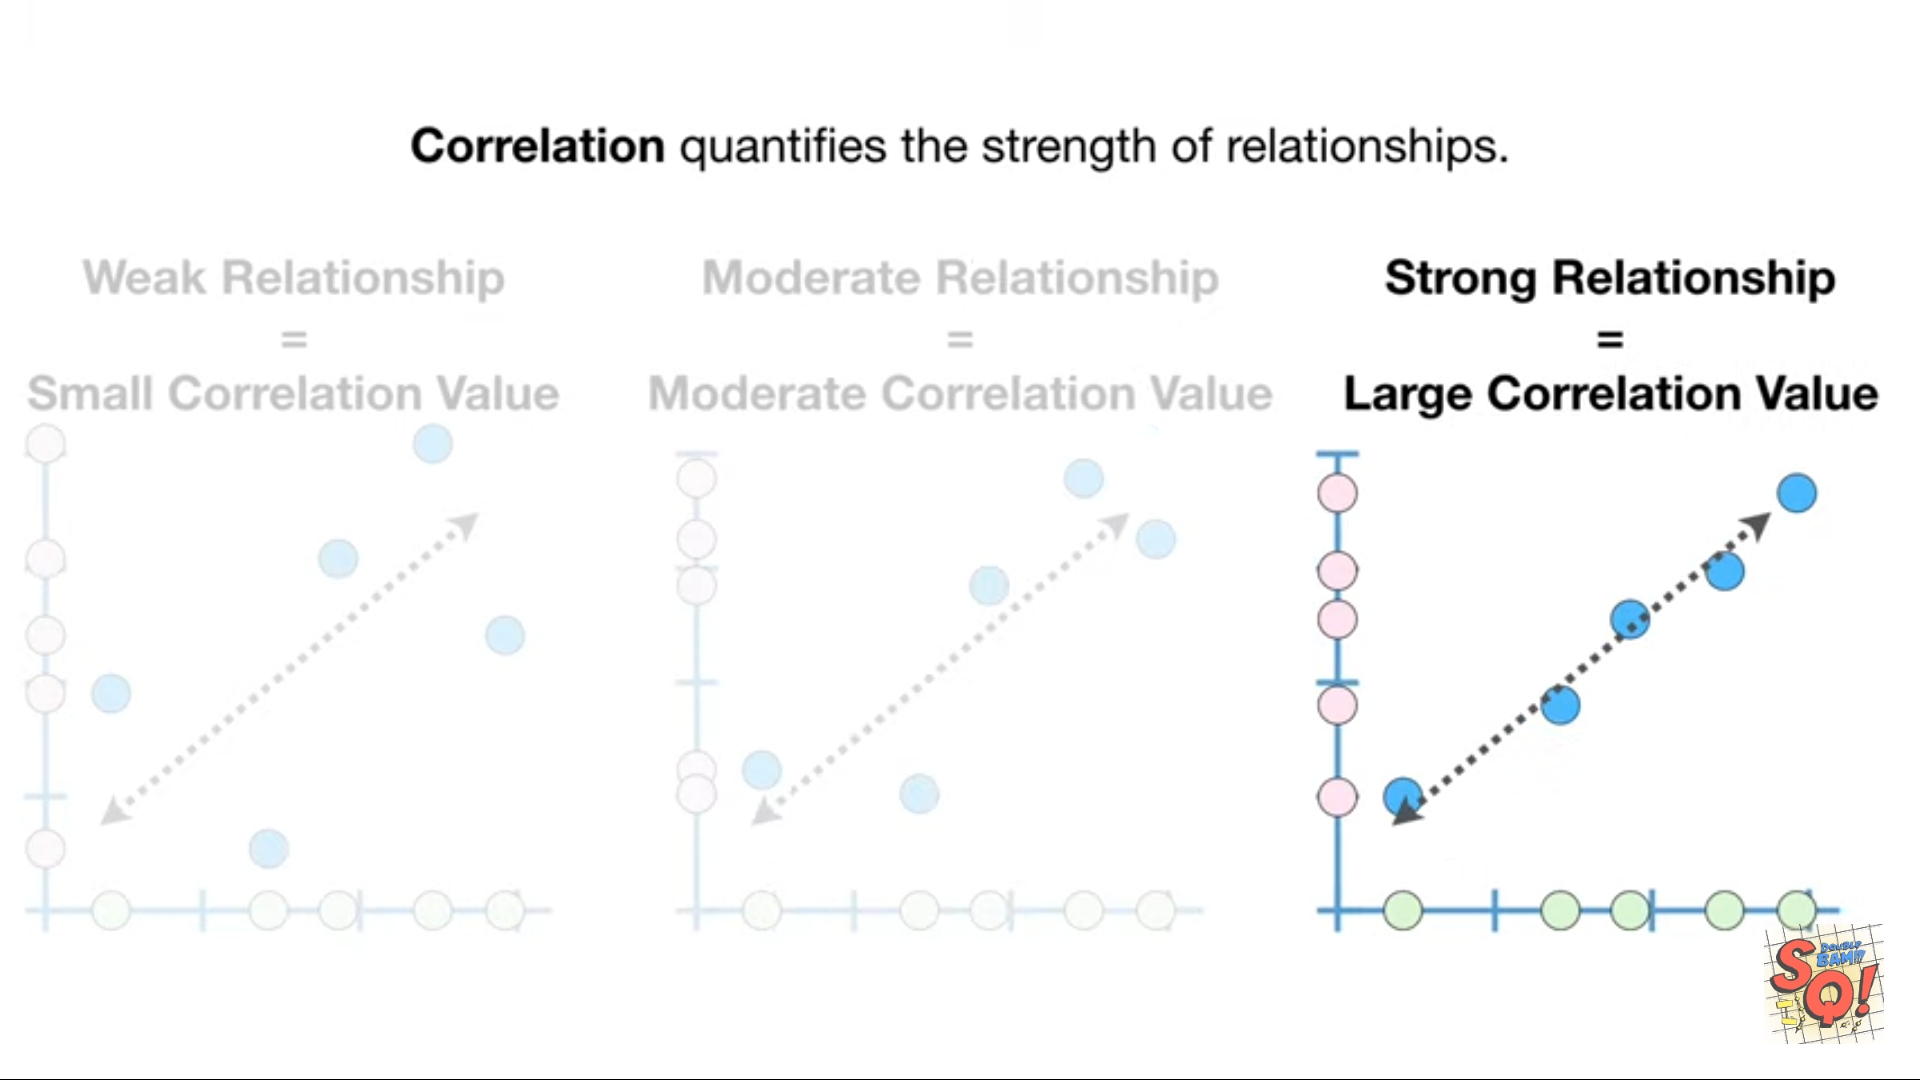 Correlation quantifies the strength of relationships.
Weak Relationship
=
Small Correlation Value
Moderate Relationship
=
Moderate Correlation Value
Strong Relationship
=
Large Correlation Value
DOUBLE
BAM!!
SQ!